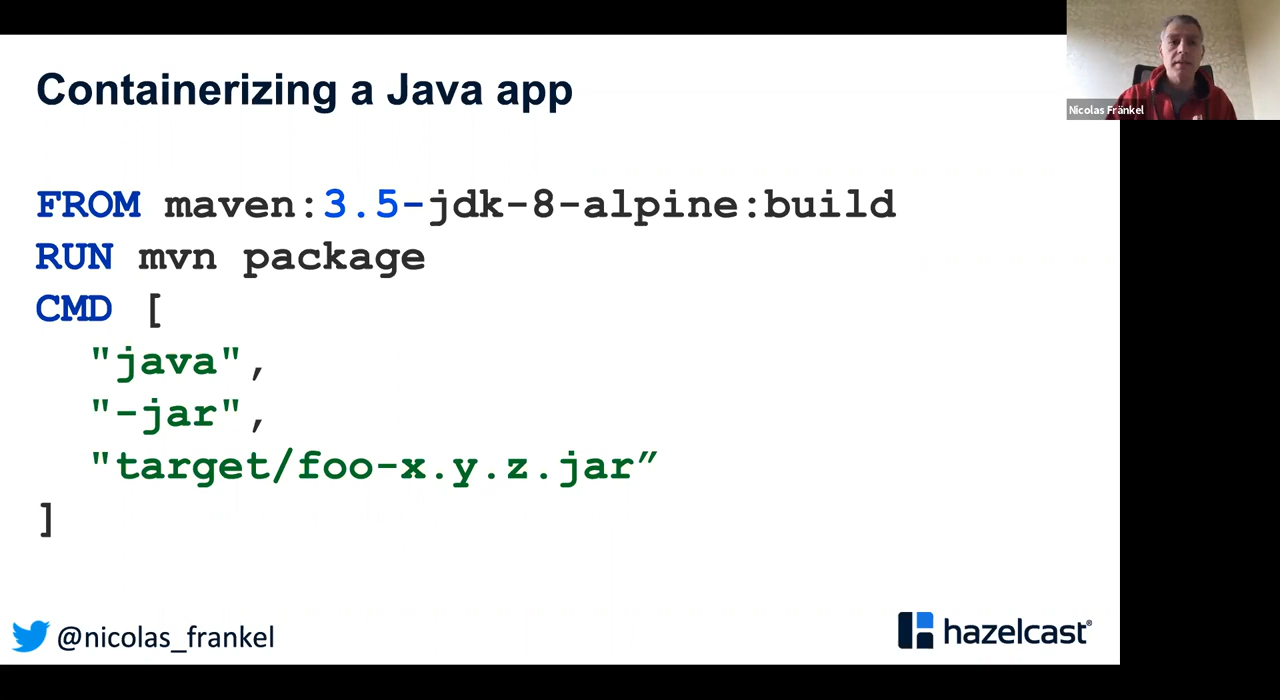 Containerizing a Java app
Nicolas Fränkel
FROM maven:3.5-jdk-8-alpine:build
RUN mvn package
CMD [
"java",
"-jar",
"target/foo-x.y.z.jar”
]
@nicolas_frankel
hazelcast®